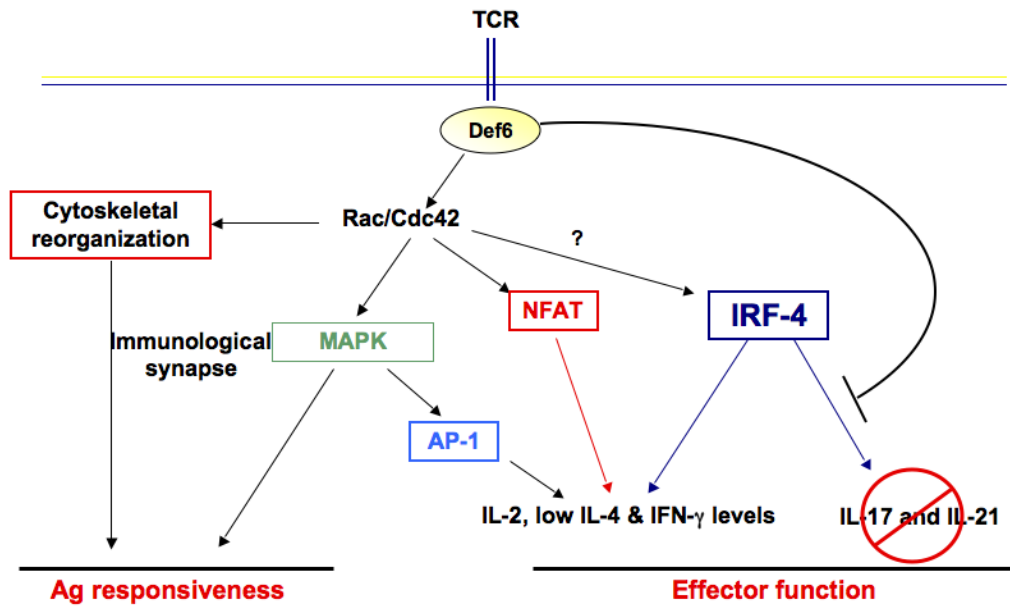 TCR
Def6
Cytoskeletal
reorganization
Rac/Cdc42
?
NFAT
IRF-4
Immunological
synapse
MAPK
AP-1
IL-2, low IL-4 & IFN-γ levels
IL-17 and IL-21
Ag responsiveness
Effector function